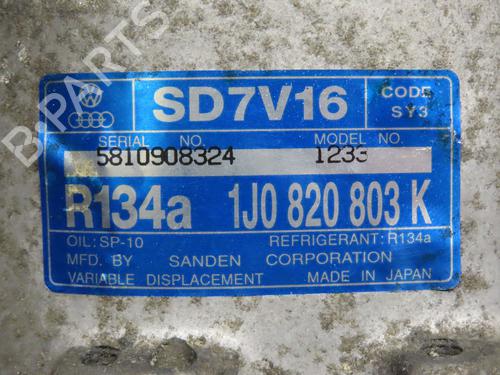 SD7V16
CODE
SY3
SERIAL NO.
MODEL NO.
5810908324
1233
R134a 1J0 820 803 K
OIL: SP-10
REFRIGERANT: R134a
MFD. BY SANDEN CORPORATION
VARIABLE DISPLACEMENT
MADE IN JAPAN
B-PARTS